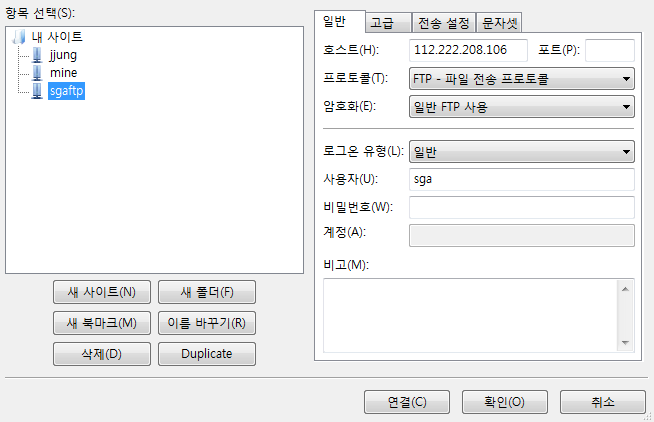 항목 선택(S):
내 사이트
jjung
mine
sgaftp
새 사이트(N) 새 폴더(F)
새 북마크(M) 이름 바꾸기(R)
삭제(D) Duplicate
일반 고급 전송 설정 문자셋
호스트(H): 112.222.208.106 포트(P):
프로토콜(T): FTP - 파일 전송 프로토콜
암호화(E): 일반 FTP 사용
로그온 유형(L): 일반
사용자(U): sga
비밀번호(W):
계정(A):
비고(M):
연결(C) 확인(O) 취소